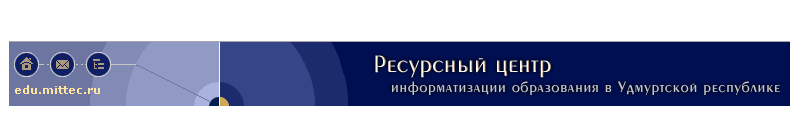 Ресурсный центр
информатизации образования в Удмуртской республике
edu.mittec.ru